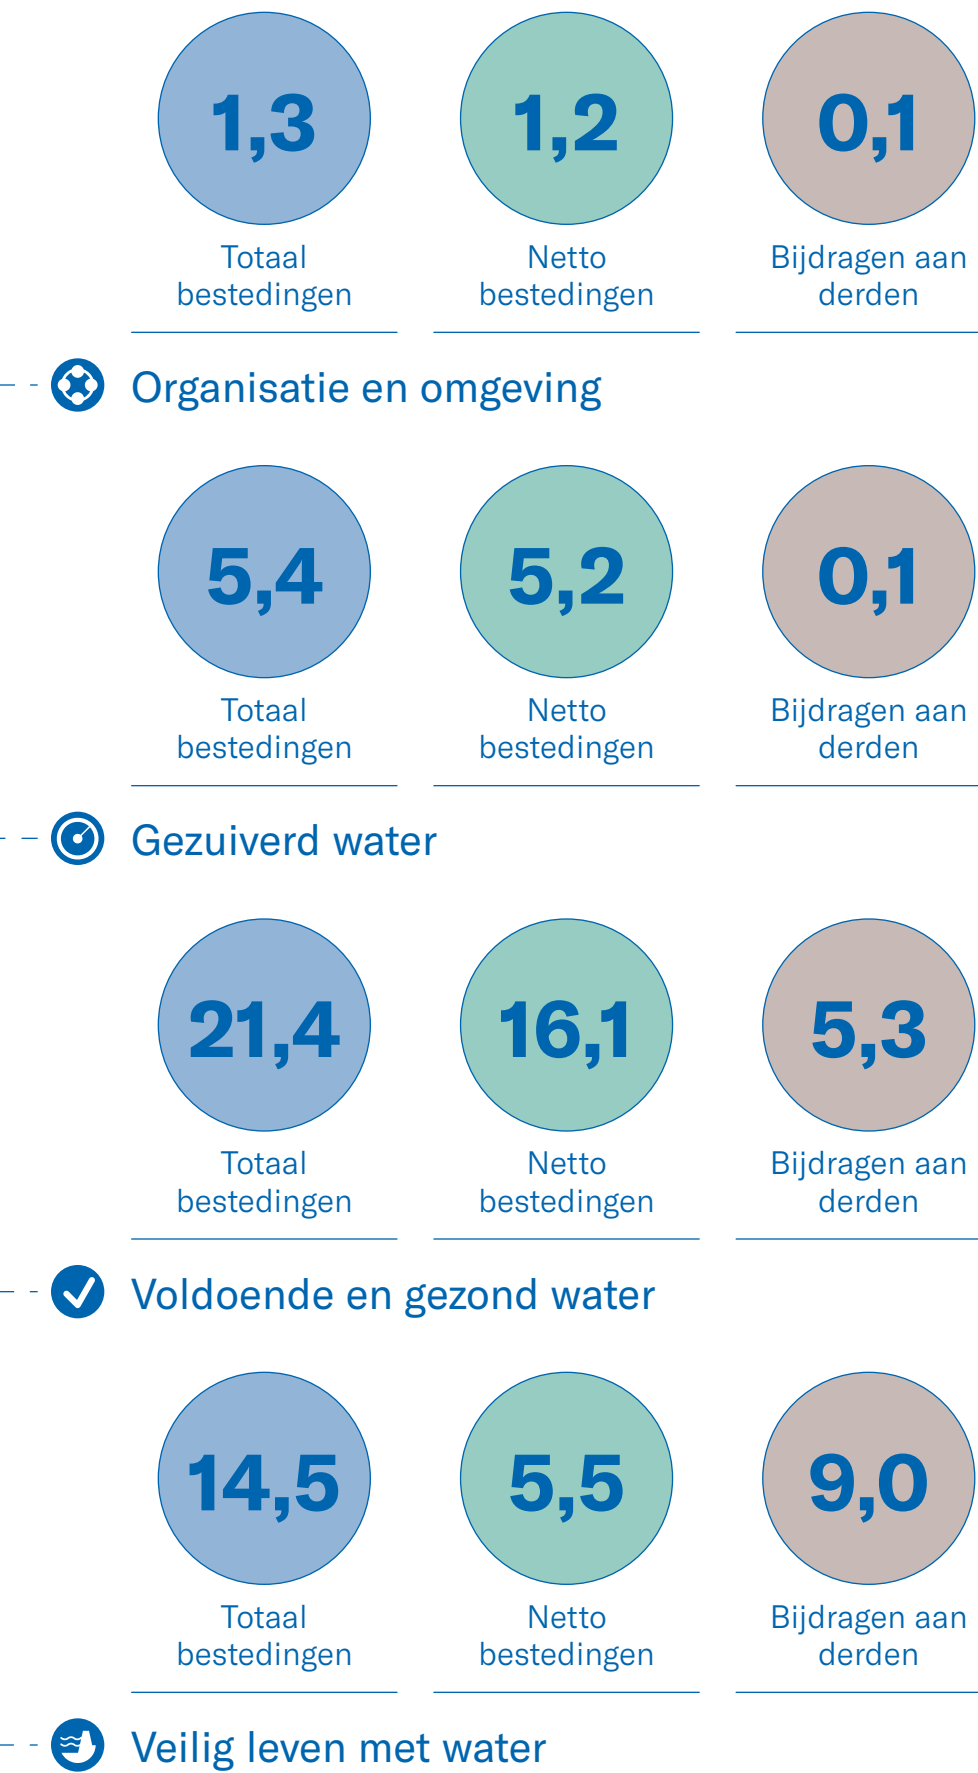 1,3
1,2
0,1
Totaal
bestedingen
Netto
bestedingen
Bijdragen aan
derden
Organisatie en omgeving
5,4
5,2
0,1
Totaal
bestedingen
Netto
bestedingen
Bijdragen aan
derden
Gezuiverd water
21,4
16,1
5,3
Totaal
bestedingen
Netto
bestedingen
Bijdragen aan
derden
Voldoende en gezond water
14,5
5,5
9,0
Totaal
bestedingen
Netto
bestedingen
Bijdragen aan
derden
Veilig leven met water